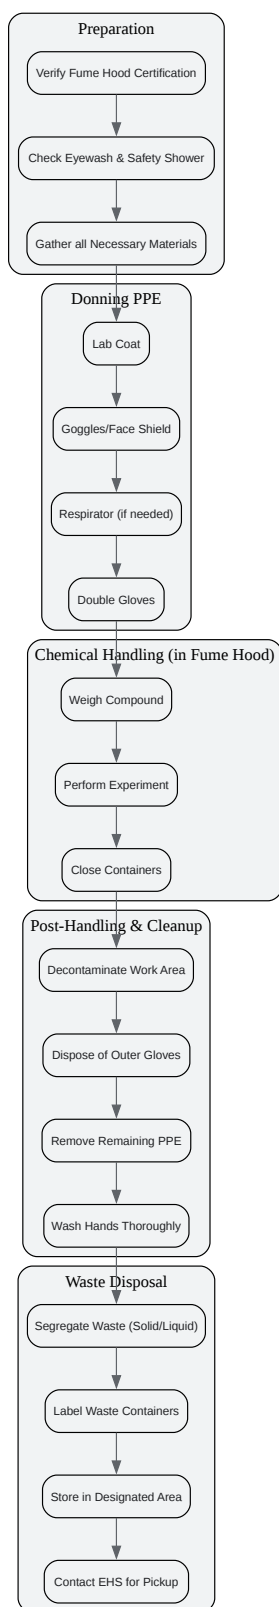 Preparation
Verify Fume Hood Certification
Check Eyewash & Safety Shower
Gather all Necessary Materials
Donning PPE
Lab Coat
Goggles/Face Shield
Respirator (if needed)
Double Gloves
Chemical Handling (in Fume Hood)
Weigh Compound
Perform Experiment
Close Containers
Post-Handling & Cleanup
Decontaminate Work Area
Dispose of Outer Gloves
Remove Remaining PPE
Wash Hands Thoroughly
Waste Disposal
Segregate Waste (Solid/Liquid)
Label Waste Containers
Store in Designated Area
Contact EHS for Pickup